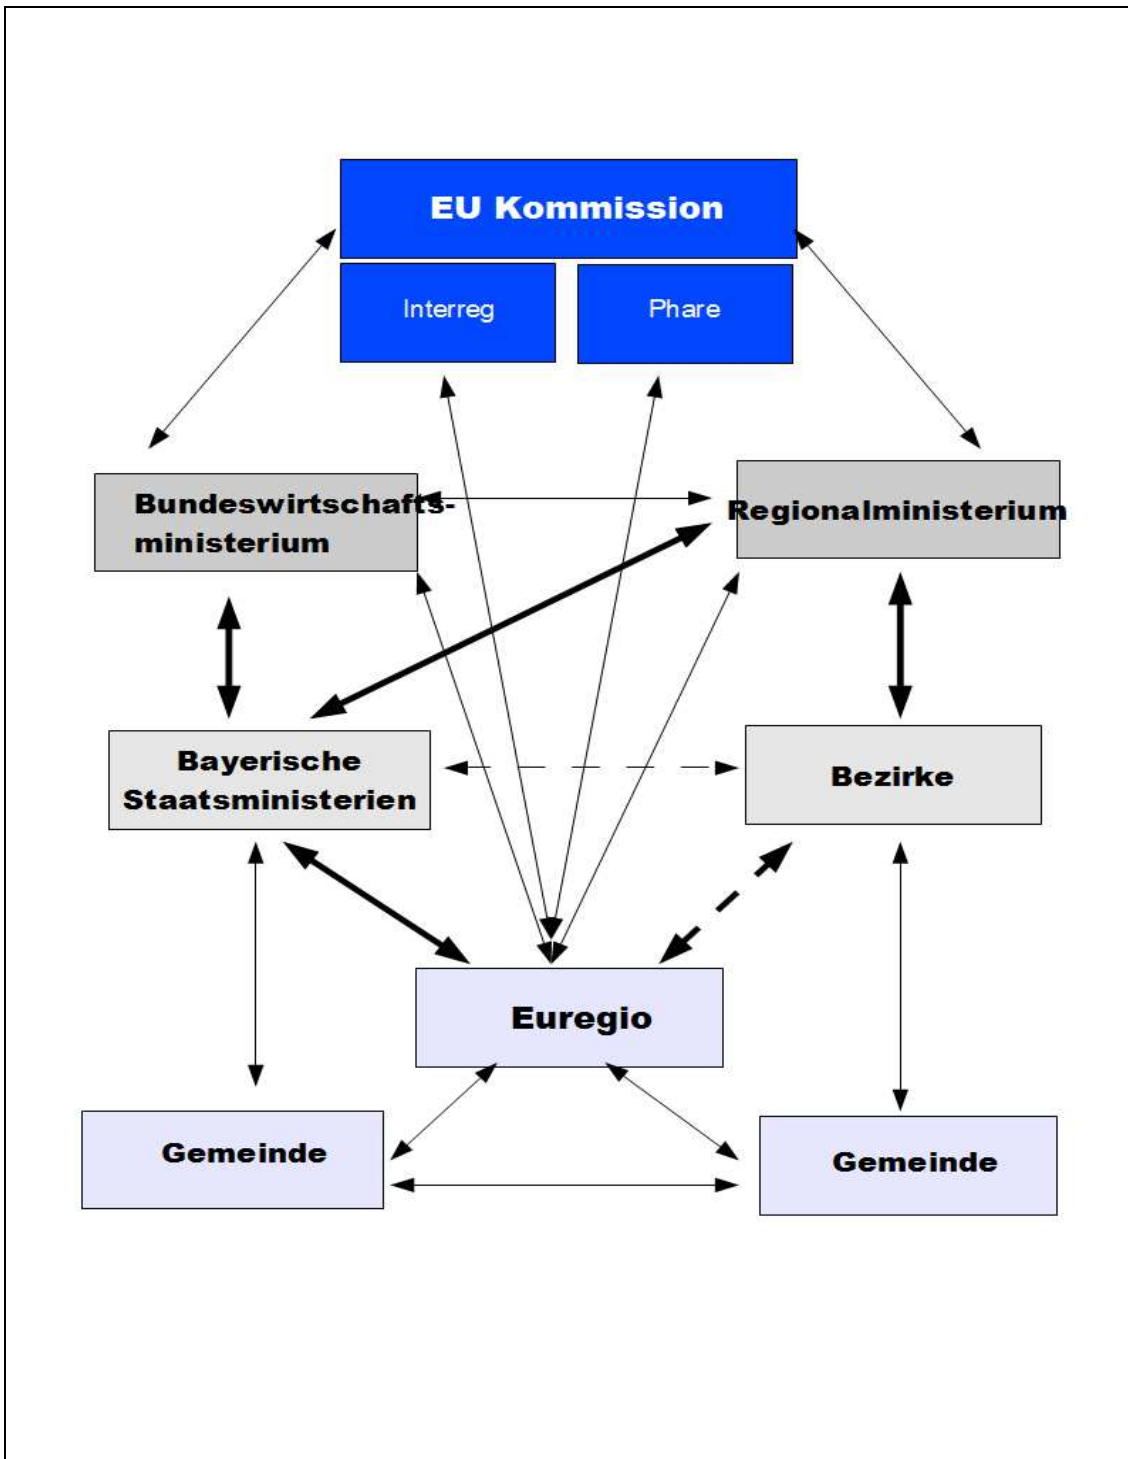 EU Kommission
Interreg
Phare
Bundeswirtschafts-
ministerium
Regionalministerium
Bayerische
Staatsministerien
Bezirke
Euregio
Gemeinde
Gemeinde